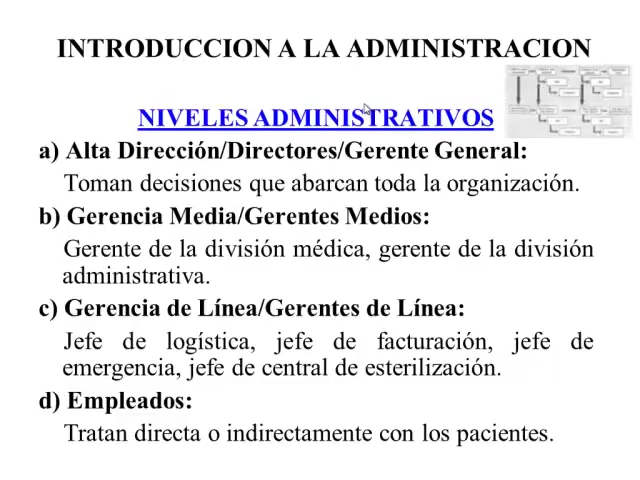 INTRODUCCION A LA ADMINISTRACION
NIVELES ADMINISTRATIVOS
a) Alta Dirección/Directores/Gerente General:
Toman decisiones que abarcan toda la organización.
b) Gerencia Media/Gerentes Medios:
Gerente de la división médica, gerente de la división
administrativa.
c) Gerencia de Línea/Gerentes de Línea:
Jefe de logística, jefe de facturación, jefe de
emergencia, jefe de central de esterilización.
d) Empleados:
Tratan directa o indirectamente con los pacientes.